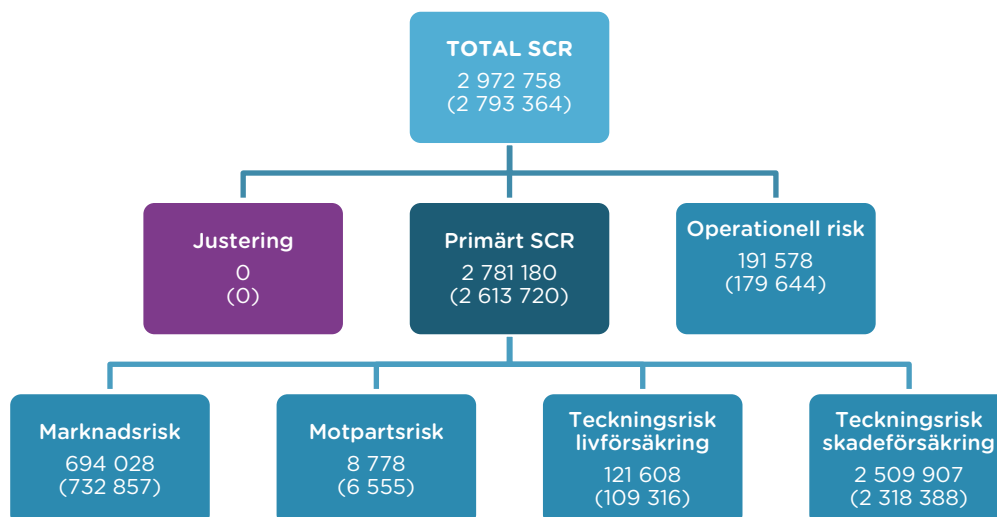 TOTAL SCR
2 972 758
(2 793 364)
Justering
0
(0)
Primärt SCR
2 781 180
(2 613 720)
Operationell risk
191 578
(179 644)
Marknadsrisk
694 028
(732 857)
Motpartsrisk
8 778
(6 555)
Teckningsrisk
livförsäkring
121 608
(109 316)
Teckningsrisk
skadeförsäkring
2 509 907
(2 318 388)